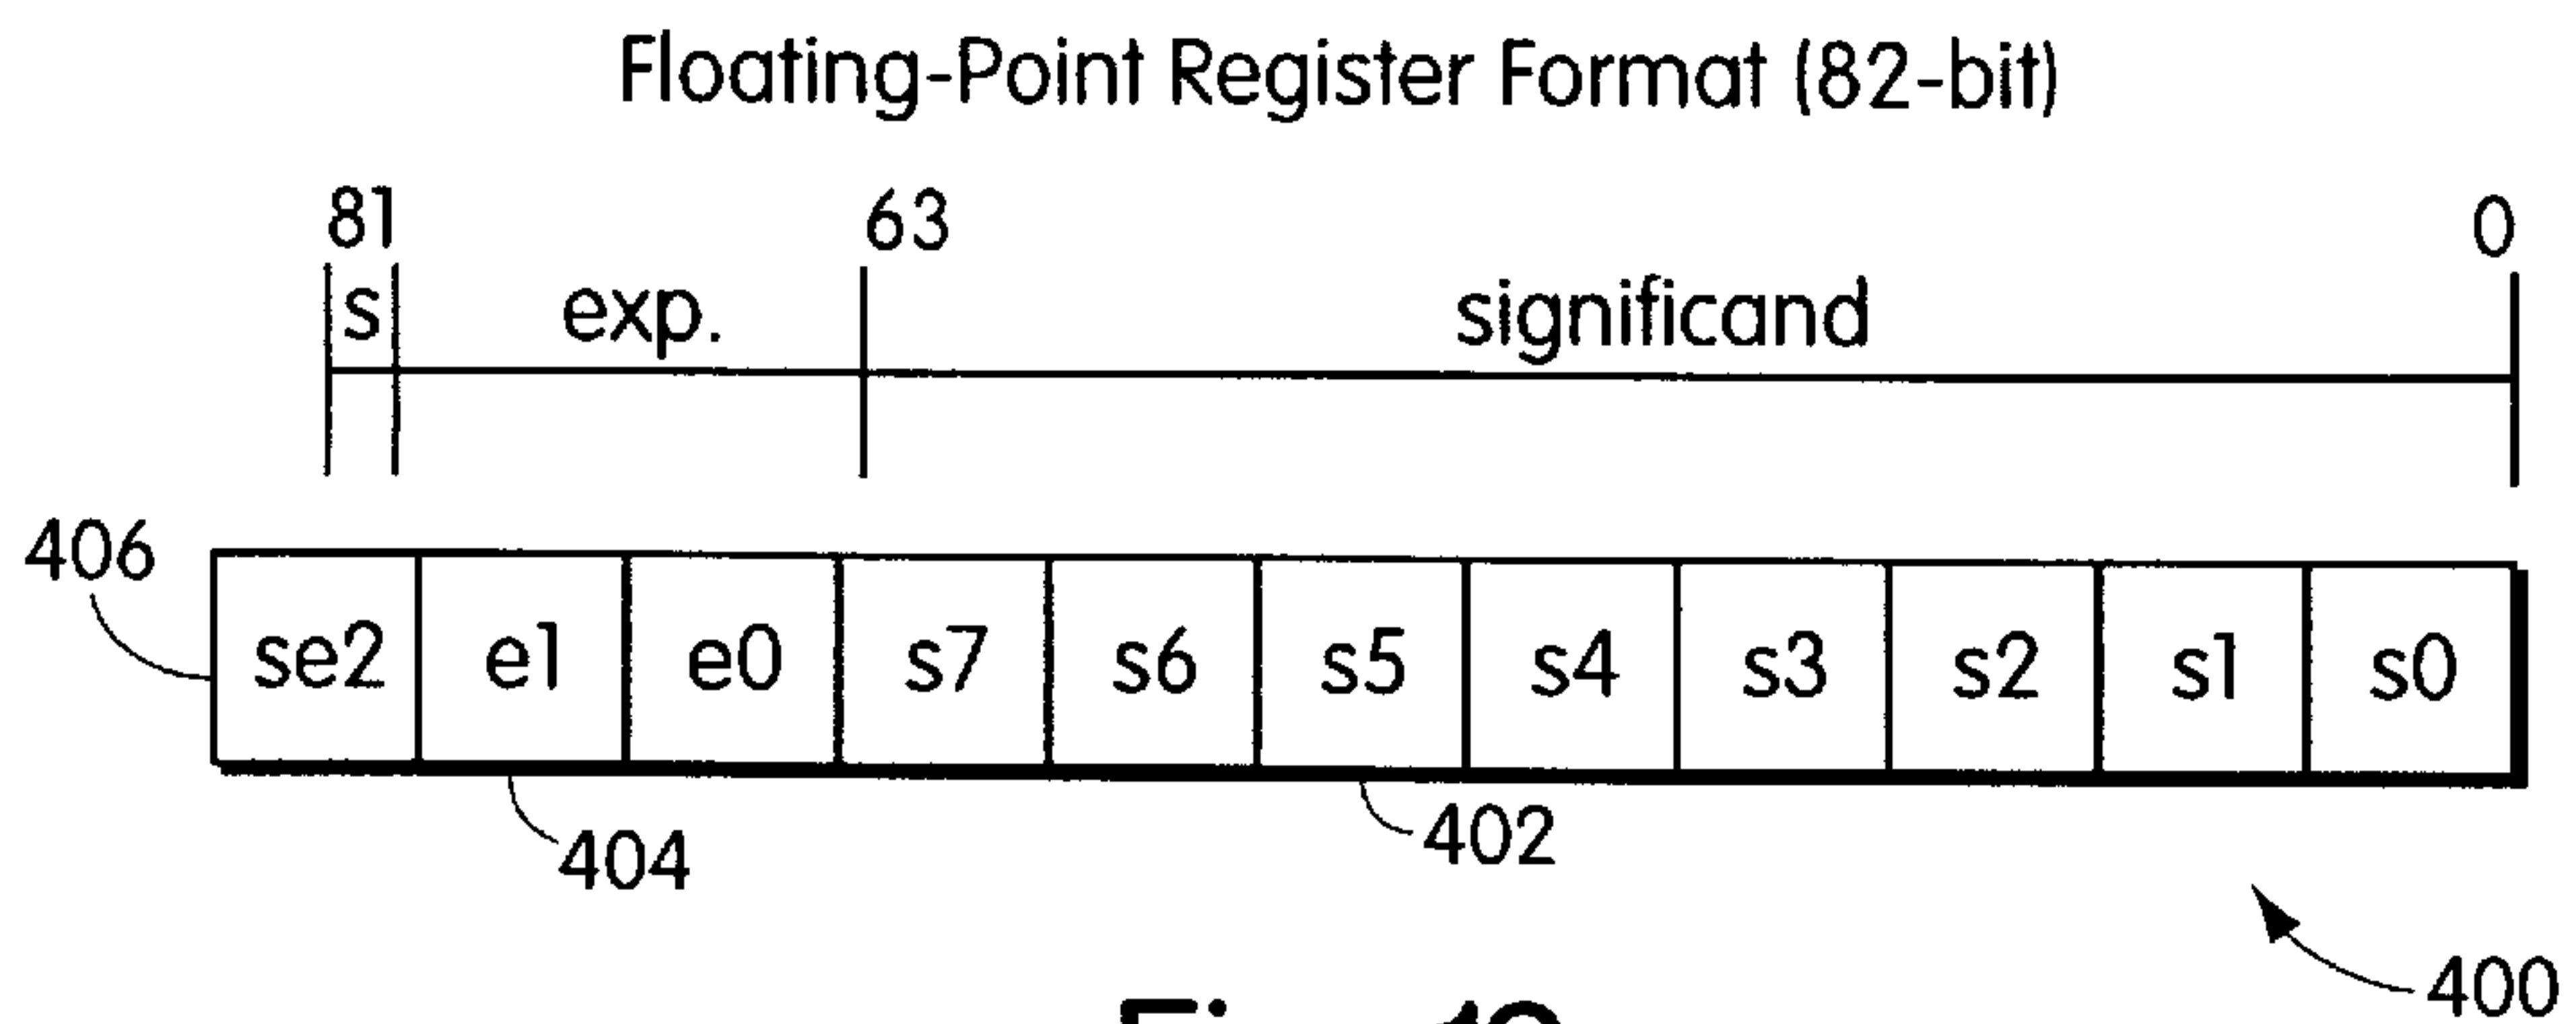 Floating-Point Register Format (82-bit)
81 63 0
s exp. significand
406
se2 e1 e0 s7 s6 s5 s4 s3 s2 s1 s0
404 402
400